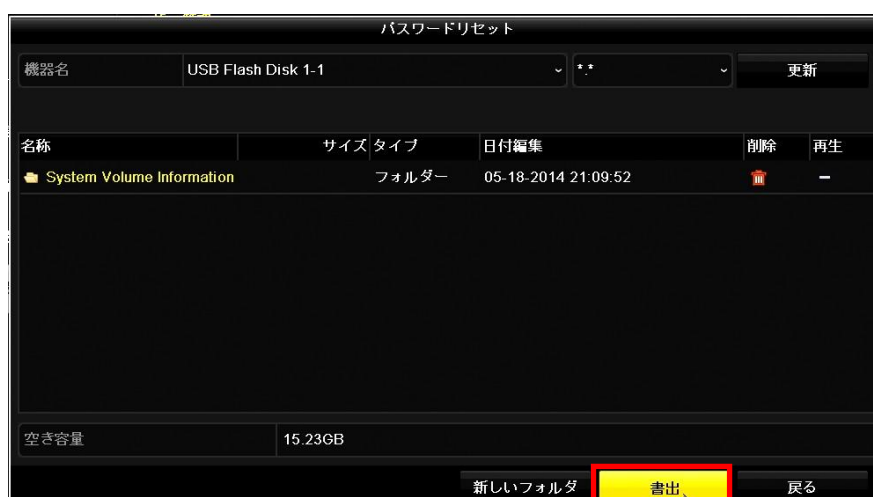 パスワードリセット
機器名 USB Flash Disk 1-1 *.* 更新
名称 サイズ タイプ 日付編集 削除 再生
System Volume Information フォルダー 05-18-2014 21:09:52 –
空き容量 15.23GB
新しいフォルダ 書出、 戻る